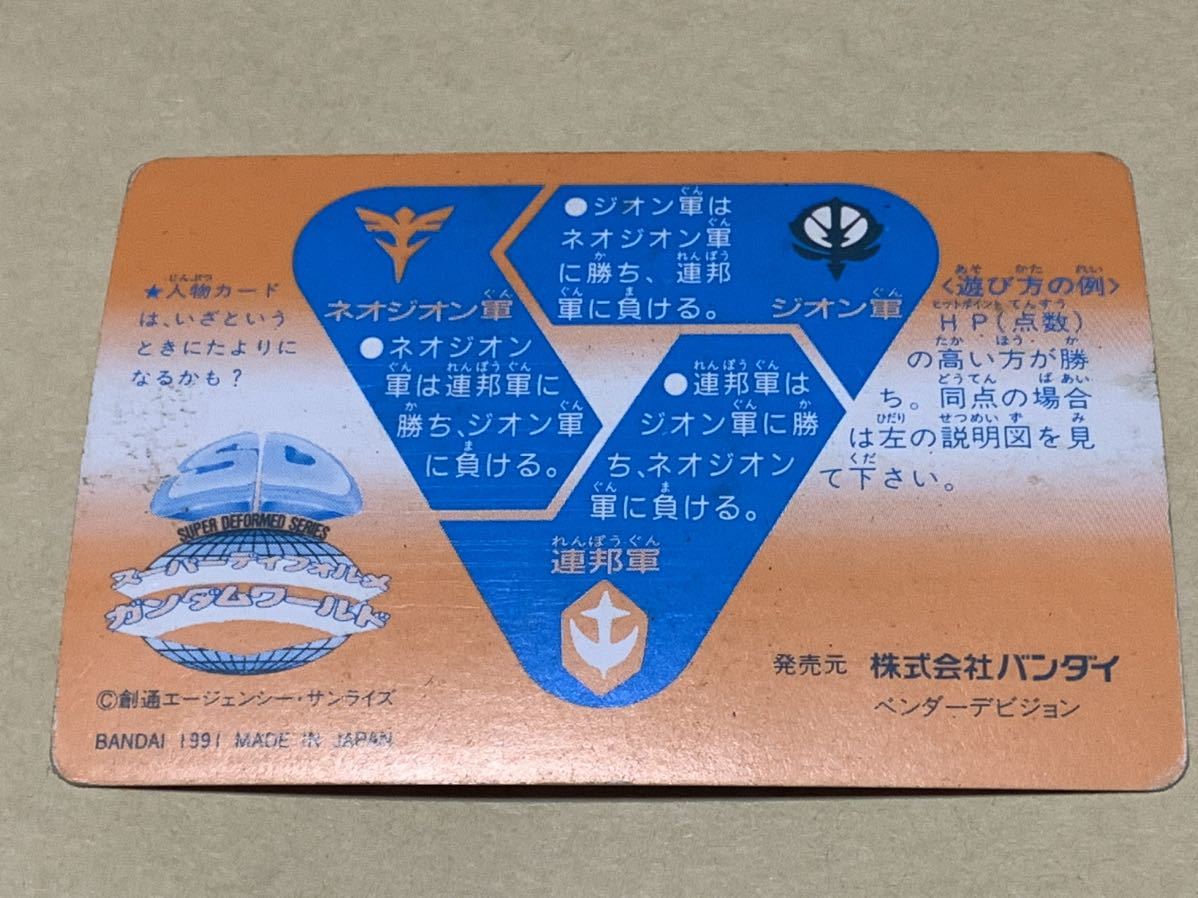 ネオジオン軍
●ジオン軍は
ネオジオン軍
に勝ち、連邦
軍に負ける。
ジオン軍
★人物カード
は、いざという
ときにたよりに
なるかも？
●ネオジオン
軍は連邦軍に
勝ち、ジオン軍
に負ける。
●連邦軍は
ジオン軍に勝
ち、ネオジオン
軍に負ける。
連邦軍
<遊び方の例>
HP(点数)
の高い方が勝
ち。同点の場合
は左の説明図を見
て下さい。
SD
SUPER DEFORMED SERIES
スーパーディフォルメ
ガンダムワールド
©創通エージェンシー・サンライズ
BANDAI 1991 MADE IN JAPAN
発売元 株式会社バンダイ
ベンダーデビジョン